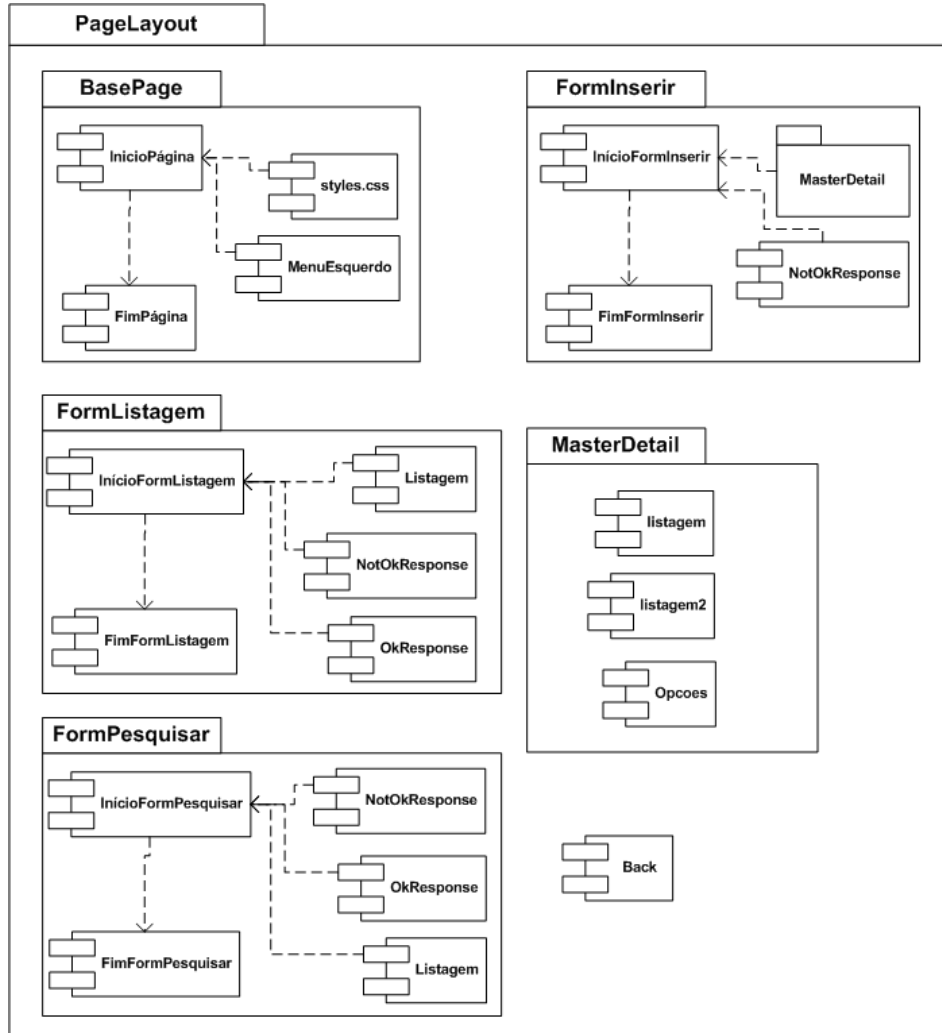 PageLayout
BasePage
InicioPágina
styles.css
MenuEsquerdo
FimPágina
FormInserir
InícioFormInserir
MasterDetail
NotOkResponse
FimFormInserir
FormListagem
InícioFormListagem
Listagem
NotOkResponse
FimFormListagem
OkResponse
MasterDetail
listagem
listagem2
Opcoes
FormPesquisar
InícioFormPesquisar
NotOkResponse
OkResponse
FimFormPesquisar
Listagem
Back